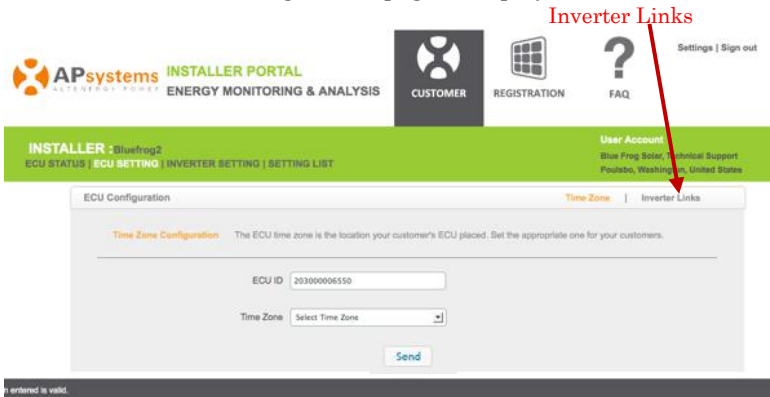 Inverter Links
Settings | Sign out
APsystems INSTALLER PORTAL
ALTENERGY POWER ENERGY MONITORING & ANALYSIS
CUSTOMER REGISTRATION FAQ
INSTALLER :Bluefrog2
ECU STATUS | ECU SETTING | INVERTER SETTING | SETTING LIST
User Account
Blue Frog Solar, Technical Support
Poulsbo, Washington, United States
ECU Configuration Time Zone | Inverter Links
Time Zone Configuration The ECU time zone is the location your customer's ECU placed. Set the appropriate one for your customers.
ECU ID 203000006550
Time Zone Select Time Zone
Send
n entered is valid.